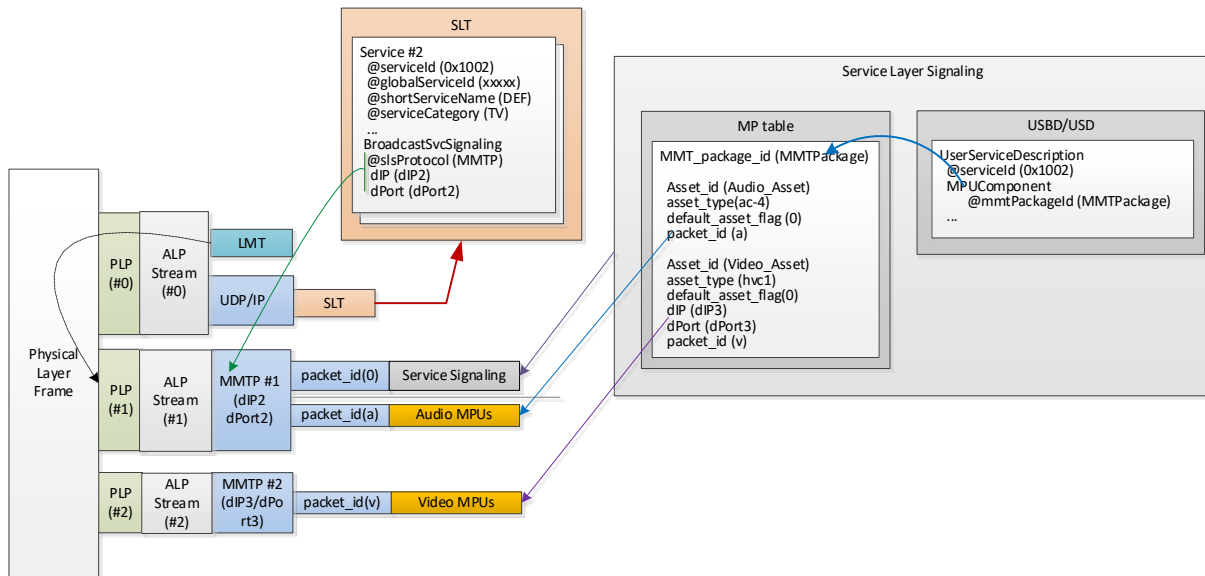 SLT
Service #2
@serviceId (0x1002)
@globalServiceId (xxxxx)
@shortServiceName (DEF)
@serviceCategory (TV)
...
BroadcastSvcSignaling
@slsProtocol (MMTP)
dIP (dIP2)
dPort (dPort2)
Service Layer Signaling
MP table
MMT_package_id (MMTPackage)
Asset_id (Audio_Asset)
asset_type(ac-4)
default_asset_flag (0)
packet_id (a)
Asset_id (Video_Asset)
asset_type (hvc1)
default_asset_flag(0)
dIP (dIP3)
dPort (dPort3)
packet_id (v)
USBD/USD
UserServiceDescription
@serviceId (0x1002)
MPUComponent
@mmtPackageId (MMTPackage)
...
Physical
Layer
Frame
PLP
(#0)
ALP
Stream
(#0)
LMT
UDP/IP
SLT
PLP
(#1)
ALP
Stream
(#1)
MMTP #1
(dIP2
dPort2)
packet_id(0)
Service Signaling
packet_id(a)
Audio MPUs
PLP
(#2)
ALP
Stream
(#2)
MMTP #2
(dIP3/dPo
rt3)
packet_id(v)
Video MPUs